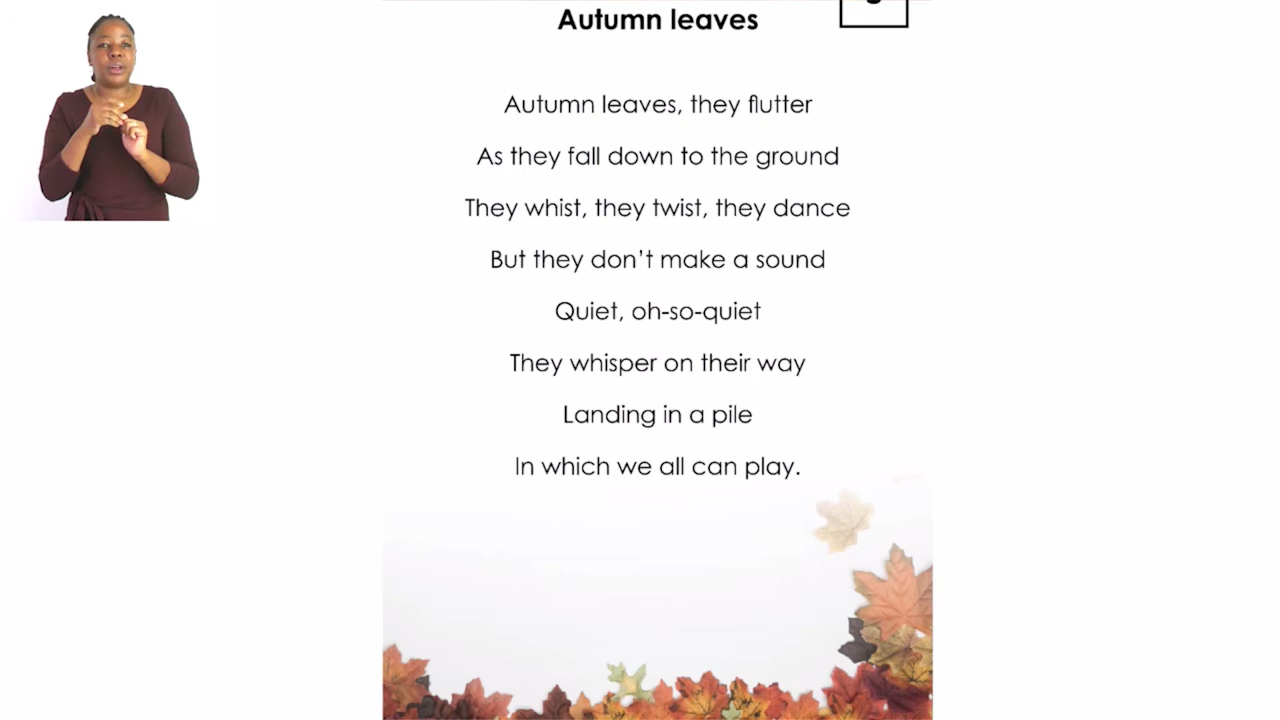 Autumn leaves
Autumn leaves, they flutter
As they fall down to the ground
They whist, they twist, they dance
But they don't make a sound
Quiet, oh-so-quiet
They whisper on their way
Landing in a pile
In which we all can play.